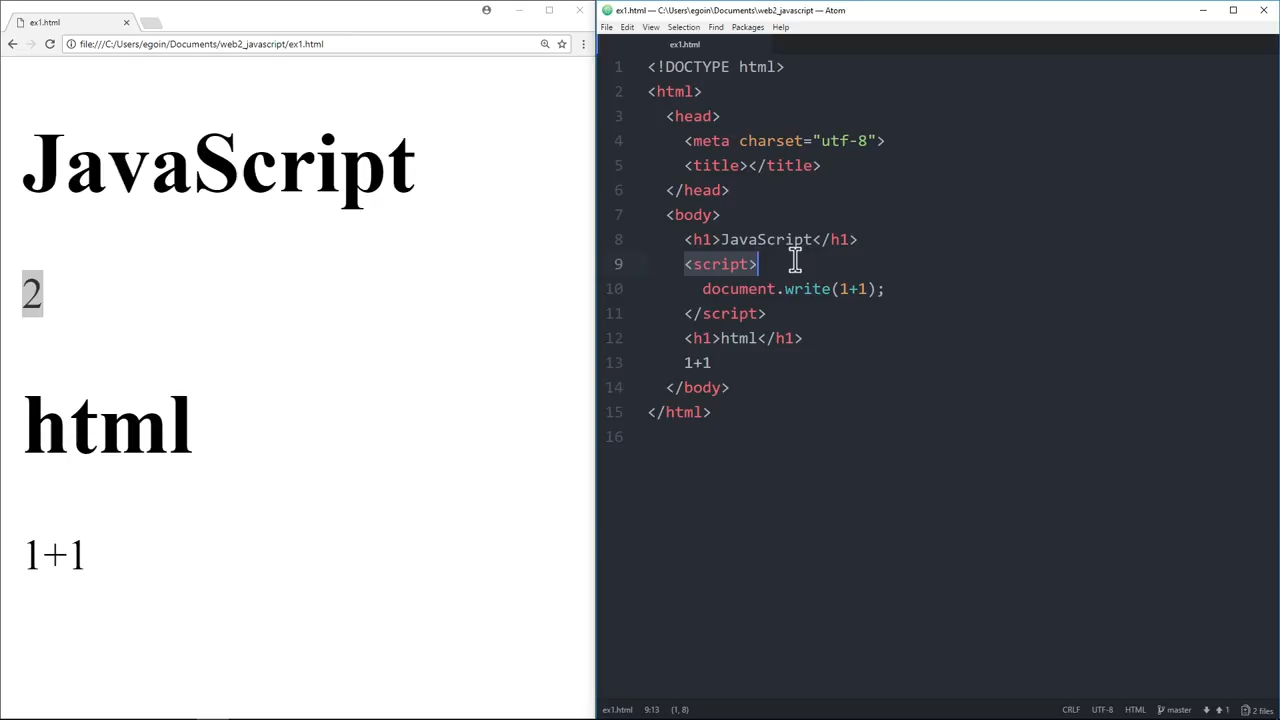 ex1.html
file:///C:/Users/egoin/Documents/web2_javascript/ex1.html
JavaScript
2
html
1+1
ex1.html — C:\Users\egoin\Documents\web2_javascript — Atom
File Edit View Selection Find Packages Help
ex1.html
1 <!DOCTYPE html>
2 <html>
3 <head>
4 <meta charset="utf-8">
5 <title></title>
6 </head>
7 <body>
8 <h1>JavaScript</h1>
9 <script>
10 document.write(1+1);
11 </script>
12 <h1>html</h1>
13 1+1
14 </body>
15 </html>
16
ex1.html 9:13 (1, 8) CRLF UTF-8 HTML master 1 2 files